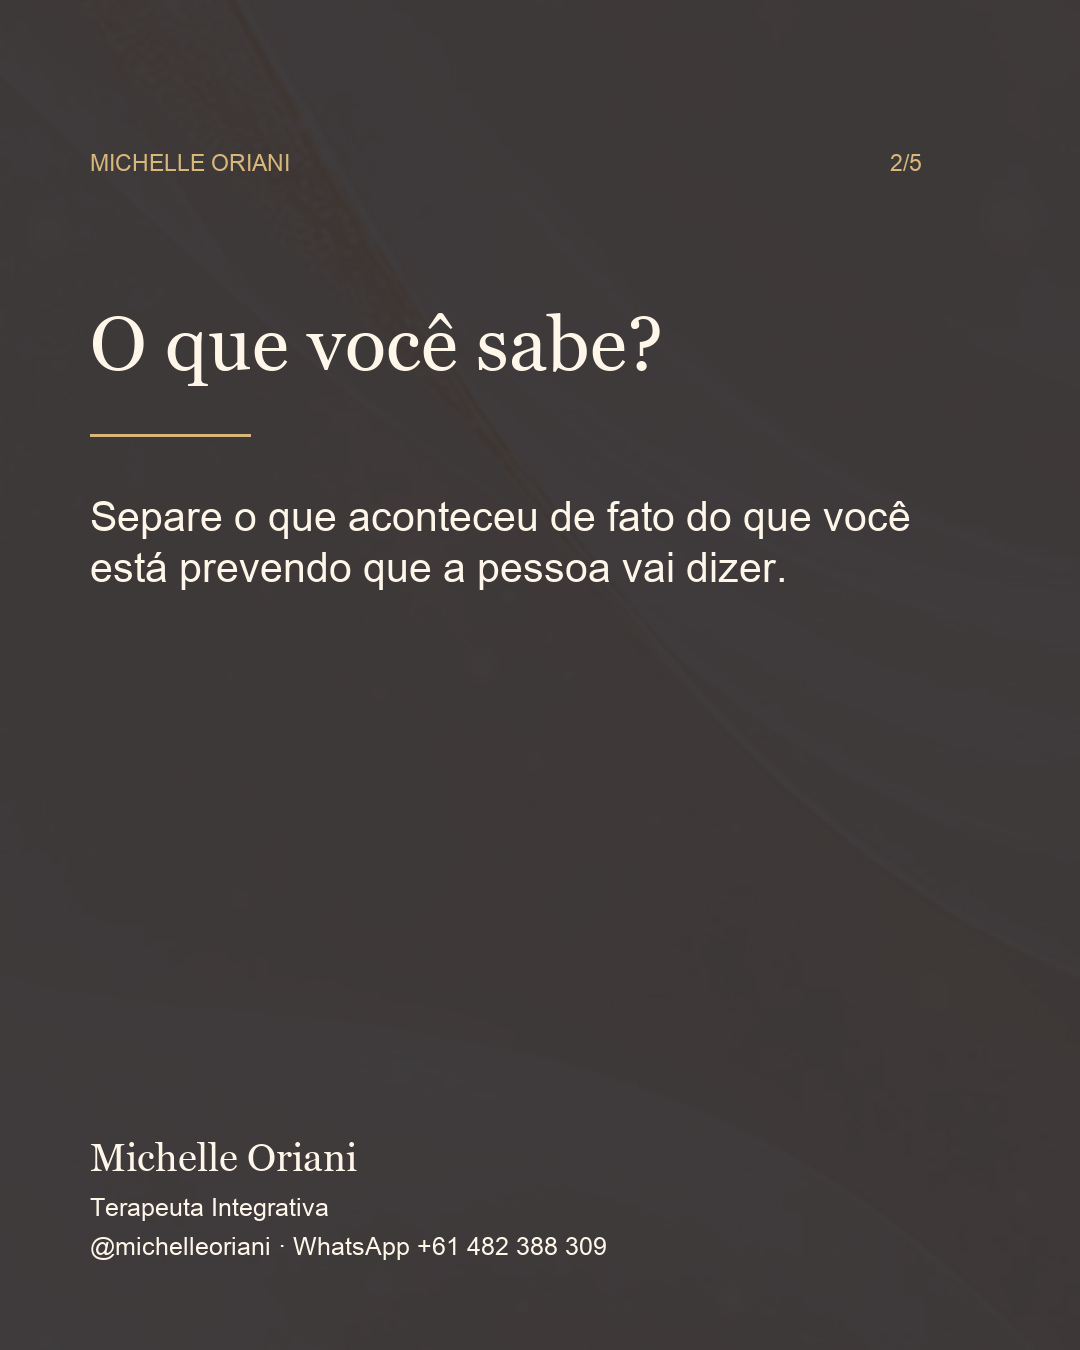 MICHELLE ORIANI
2/5
O que você sabe?
Separe o que aconteceu de fato do que você
está prevendo que a pessoa vai dizer.
Michelle Oriani
Terapeuta Integrativa
@michelleoriani · WhatsApp +61 482 388 309